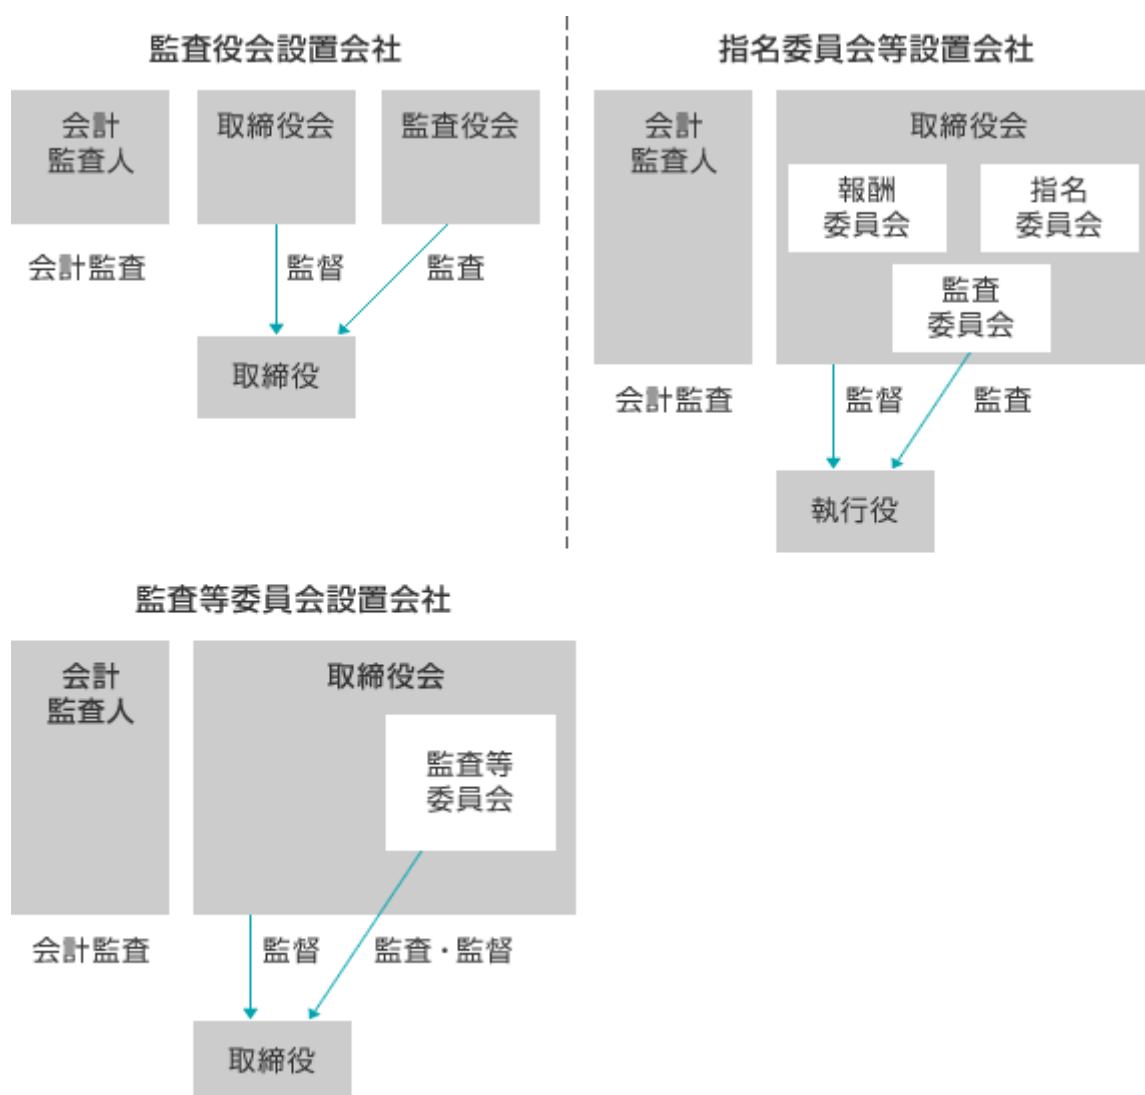 監査役会設置会社
会計
監査人
取締役会
監査役会
会計監査
監督
監査
取締役
指名委員会等設置会社
会計
監査人
取締役会
報酬
委員会
指名
委員会
監査
委員会
会計監査
監督
監査
執行役
監査等委員会設置会社
会計
監査人
取締役会
監査等
委員会
会計監査
監督
監査・監督
取締役